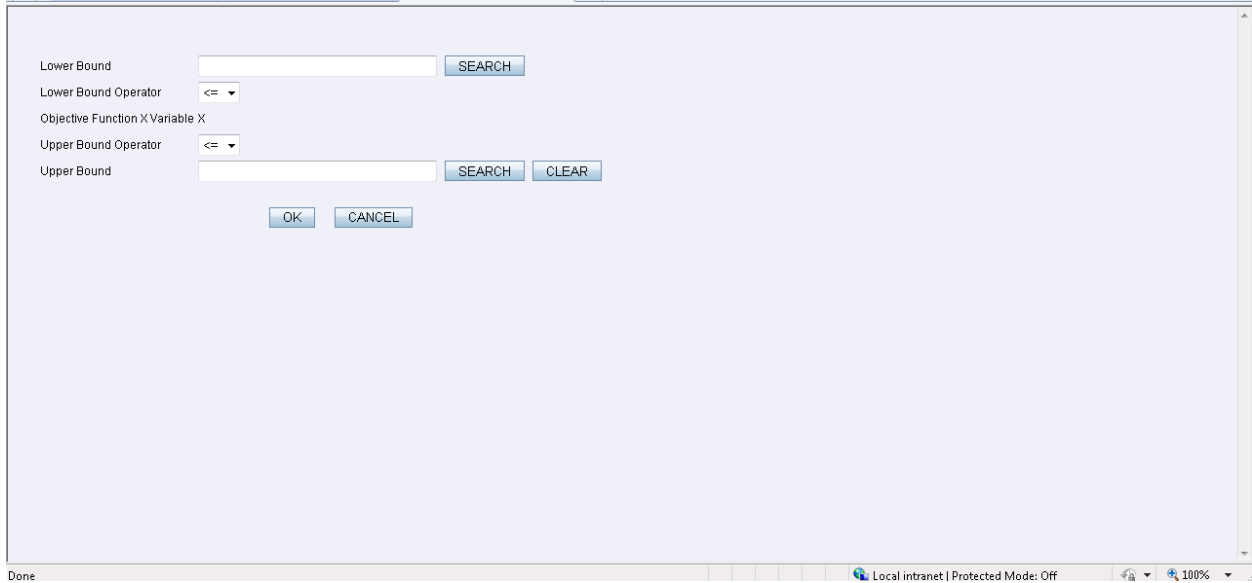 Lower Bound SEARCH
Lower Bound Operator <=
Objective Function X Variable X
Upper Bound Operator <=
Upper Bound SEARCH CLEAR
OK CANCEL
Done Local intranet | Protected Mode: Off 100%